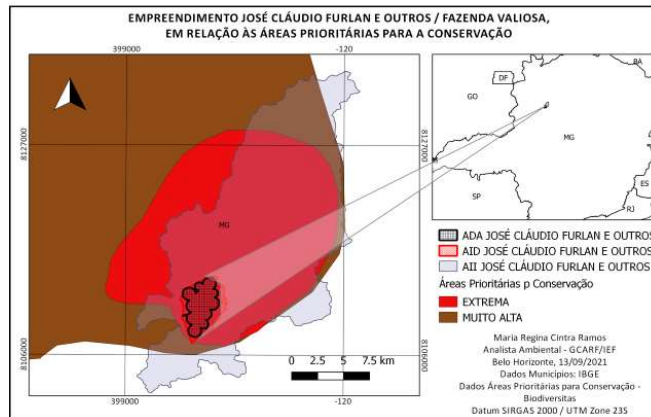 EMPREENDIMENTO JOSÉ CLÁUDIO FURLAN E OUTROS / FAZENDA VALIOSA,
EM RELAÇÃO ÀS ÁREAS PRIORITÁRIAS PARA A CONSERVAÇÃO
399000
-120
8127000
8127000
MG
8106000
8106000
0 2.5 5 7.5 km
399000
-120
BA
DF
GO
MG
ES
SP
RJ
ADA JOSÉ CLÁUDIO FURLAN E OUTROS
AID JOSÉ CLÁUDIO FURLAN E OUTROS
AII JOSÉ CLÁUDIO FURLAN E OUTROS
Áreas Prioritárias p Conservação
EXTREMA
MUITO ALTA
Maria Regina Cintra Ramos
Analista Ambiental - GCARF/IEF
Belo Horizonte, 13/09/2021
Dados Municípios: IBGE
Dados Áreas Prioritárias para Conservação -
Biodiversitas
Datum SIRGAS 2000 / UTM Zone 23S